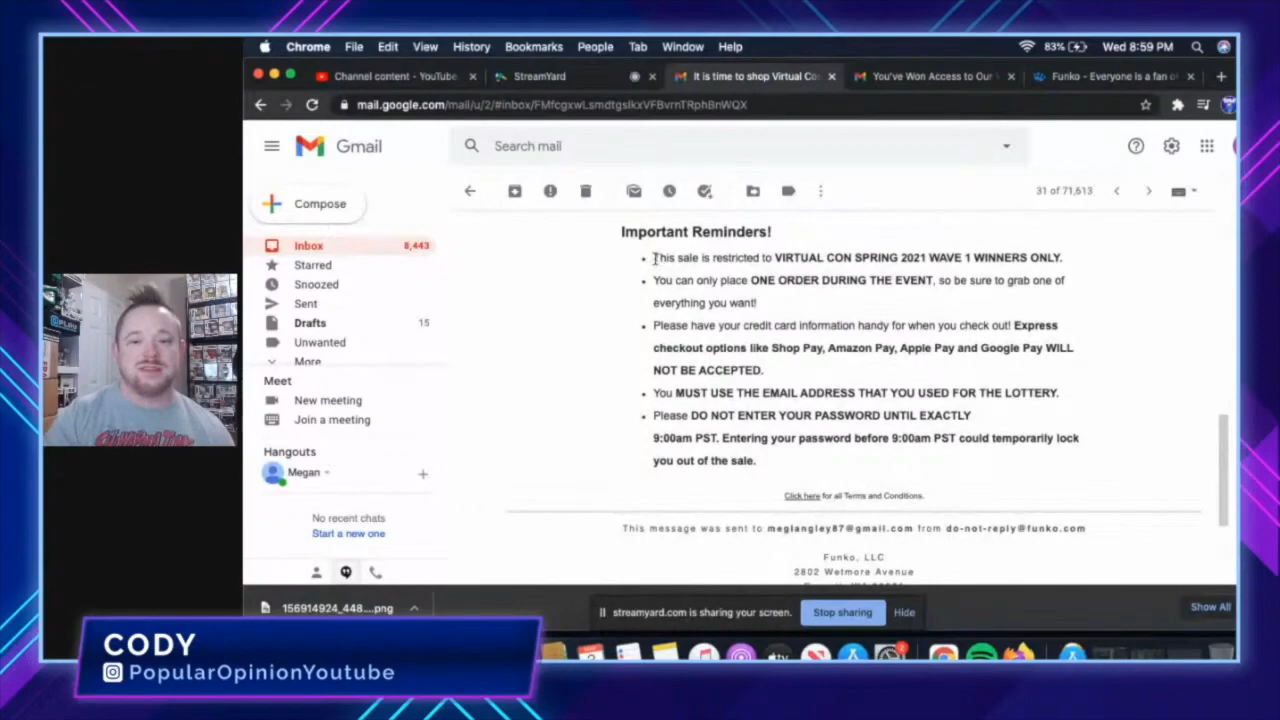 Chrome File Edit View History Bookmarks People Tab Window Help 83% Wed 8:59 PM
Channel content - YouTube StreamYard It is time to shop Virtual Co You've Won Access to Our Funko - Everyone is a fan o
mail.google.com/mail/u/2/#inbox/FMfcgxwLsmdtgslkxVFBvrnTRphBnWQX
Gmail Search mail
Compose 31 of 71,613
Inbox 8,443
Starred
Snoozed
Sent
Drafts 15
Unwanted
More
Meet
New meeting
Join a meeting
Hangouts
Megan
No recent chats
Start a new one
Important Reminders!
This sale is restricted to VIRTUAL CON SPRING 2021 WAVE 1 WINNERS ONLY.
You can only place ONE ORDER DURING THE EVENT, so be sure to grab one of
everything you want!
Please have your credit card information handy for when you check out! Express
checkout options like Shop Pay, Amazon Pay, Apple Pay and Google Pay WILL
NOT BE ACCEPTED.
You MUST USE THE EMAIL ADDRESS THAT YOU USED FOR THE LOTTERY.
Please DO NOT ENTER YOUR PASSWORD UNTIL EXACTLY
9:00am PST. Entering your password before 9:00am PST could temporarily lock
you out of the sale.
Click here for all Terms and Conditions.
This message was sent to meglangley87@gmail.com from do-not-reply@funko.com
Funko, LLC
2802 Wetmore Avenue
156914924_448....png
streamyard.com is sharing your screen. Stop sharing Hide
Show All
CODY
PopularOpinionYoutube